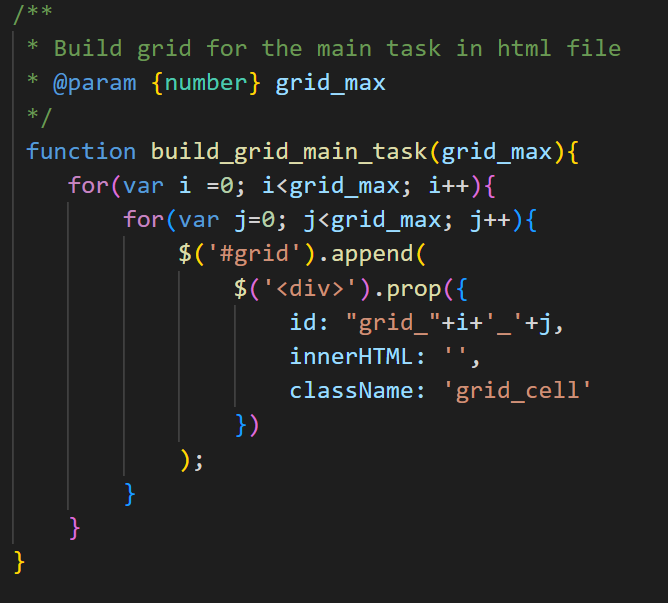 /**
 * Build grid for the main task in html file
 * @param {number} grid_max
 */
function build_grid_main_task(grid_max){
    for(var i =0; i<grid_max; i++){
        for(var j=0; j<grid_max; j++){
            $('#grid').append(
                $('<div>').prop({
                    id: "grid_"+i+'_'+j,
                    innerHTML: '',
                    className: 'grid_cell'
                })
            );
        }
    }
}